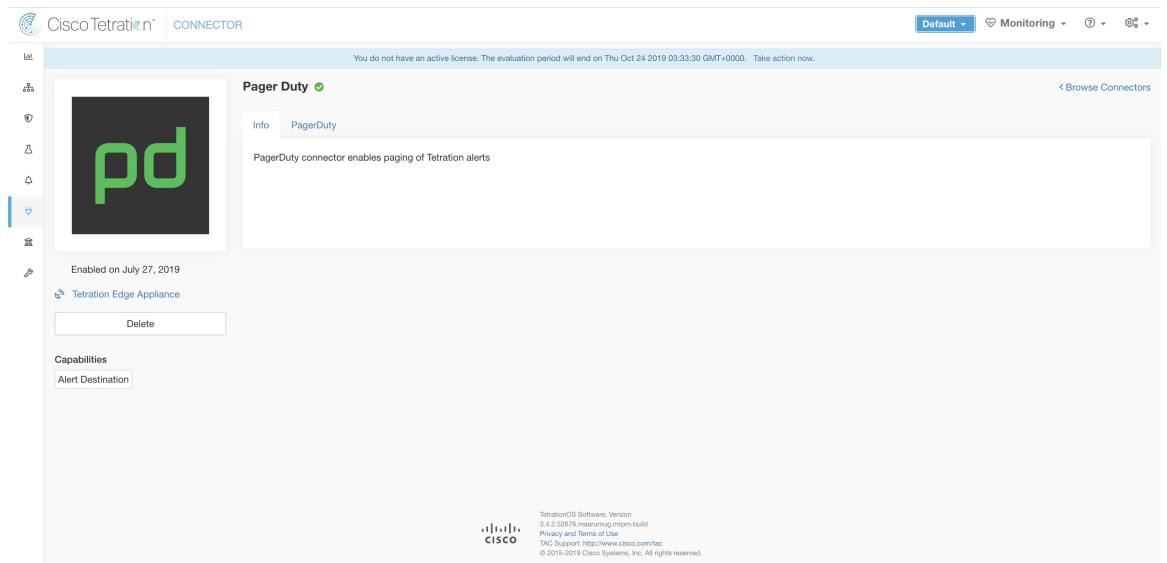 Cisco Tetration™ CONNECTOR Default Monitoring
You do not have an active license. The evaluation period will end on Thu Oct 24 2019 03:33:30 GMT+0000. Take action now.
pd
Enabled on July 27, 2019
Tetration Edge Appliance
Delete
Capabilities
Alert Destination
Pager Duty
< Browse Connectors
Info PagerDuty
PagerDuty connector enables paging of Tetration alerts
CISCO
TetrationOS Software, Version
3.4.2.52676.maarumug.mrpm.build
Privacy and Terms of Use
TAC Support: http://www.cisco.com/tac
© 2015-2019 Cisco Systems, Inc. All rights reserved.